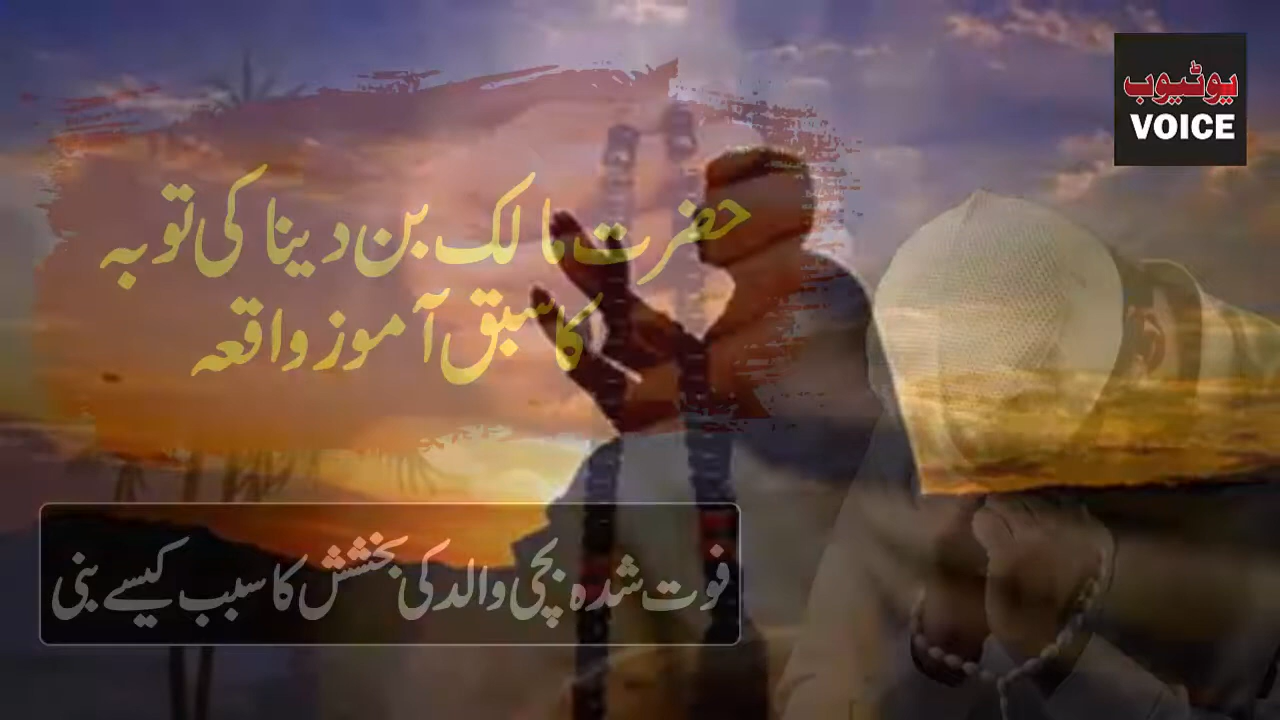 یوٹیوب
VOICE
حضرت مالک بن دینا کی توبہ
کا سبق آموز واقعہ
فوت شدہ بچی والد کی بخشش کا سبب کیسے بنی